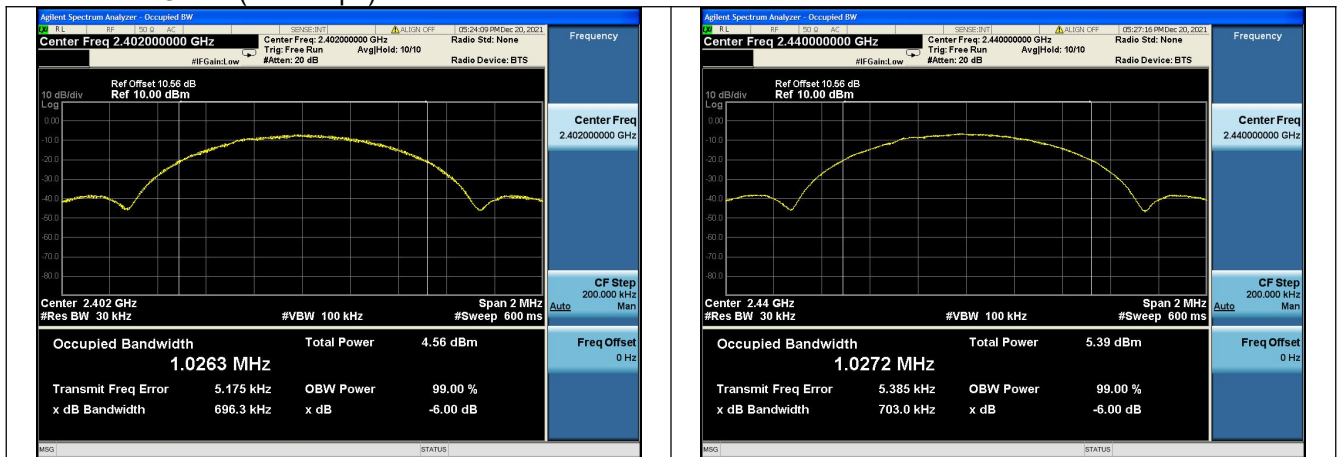 Agilent Spectrum Analyzer - Occupied BW
RL RF 50 Ω AC SENSE:INT ALIGN OFF 05:24:09 PM Dec 20, 2021
Center Freq 2.402000000 GHz Center Freq: 2.402000000 GHz Radio Std: None
Trig: Free Run Avg|Hold: 10/10
#IFGain:Low #Atten: 20 dB Radio Device: BTS
Ref Offset 10.56 dB
10 dB/div Ref 10.00 dBm
Log
0.00
-10.0
-20.0
-30.0
-40.0
-50.0
-60.0
-70.0
-80.0
Center 2.402 GHz Span 2 MHz
#Res BW 30 kHz #VBW 100 kHz #Sweep 600 ms
Occupied Bandwidth Total Power 4.56 dBm
1.0263 MHz
Transmit Freq Error 5.175 kHz OBW Power 99.00 %
x dB Bandwidth 696.3 kHz x dB -6.00 dB
MSG STATUS
Frequency
Center Freq
2.402000000 GHz
CF Step
200.000 kHz
Auto Man
Freq Offset
0 Hz
Agilent Spectrum Analyzer - Occupied BW
RL RF 50 Ω AC SENSE:INT ALIGN OFF 05:27:16 PM Dec 20, 2021
Center Freq 2.440000000 GHz Center Freq: 2.440000000 GHz Radio Std: None
Trig: Free Run Avg|Hold: 10/10
#IFGain:Low #Atten: 20 dB Radio Device: BTS
Ref Offset 10.56 dB
10 dB/div Ref 10.00 dBm
Log
0.00
-10.0
-20.0
-30.0
-40.0
-50.0
-60.0
-70.0
-80.0
Center 2.44 GHz Span 2 MHz
#Res BW 30 kHz #VBW 100 kHz #Sweep 600 ms
Occupied Bandwidth Total Power 5.39 dBm
1.0272 MHz
Transmit Freq Error 5.385 kHz OBW Power 99.00 %
x dB Bandwidth 703.0 kHz x dB -6.00 dB
MSG STATUS
Frequency
Center Freq
2.440000000 GHz
CF Step
200.000 kHz
Auto Man
Freq Offset
0 Hz